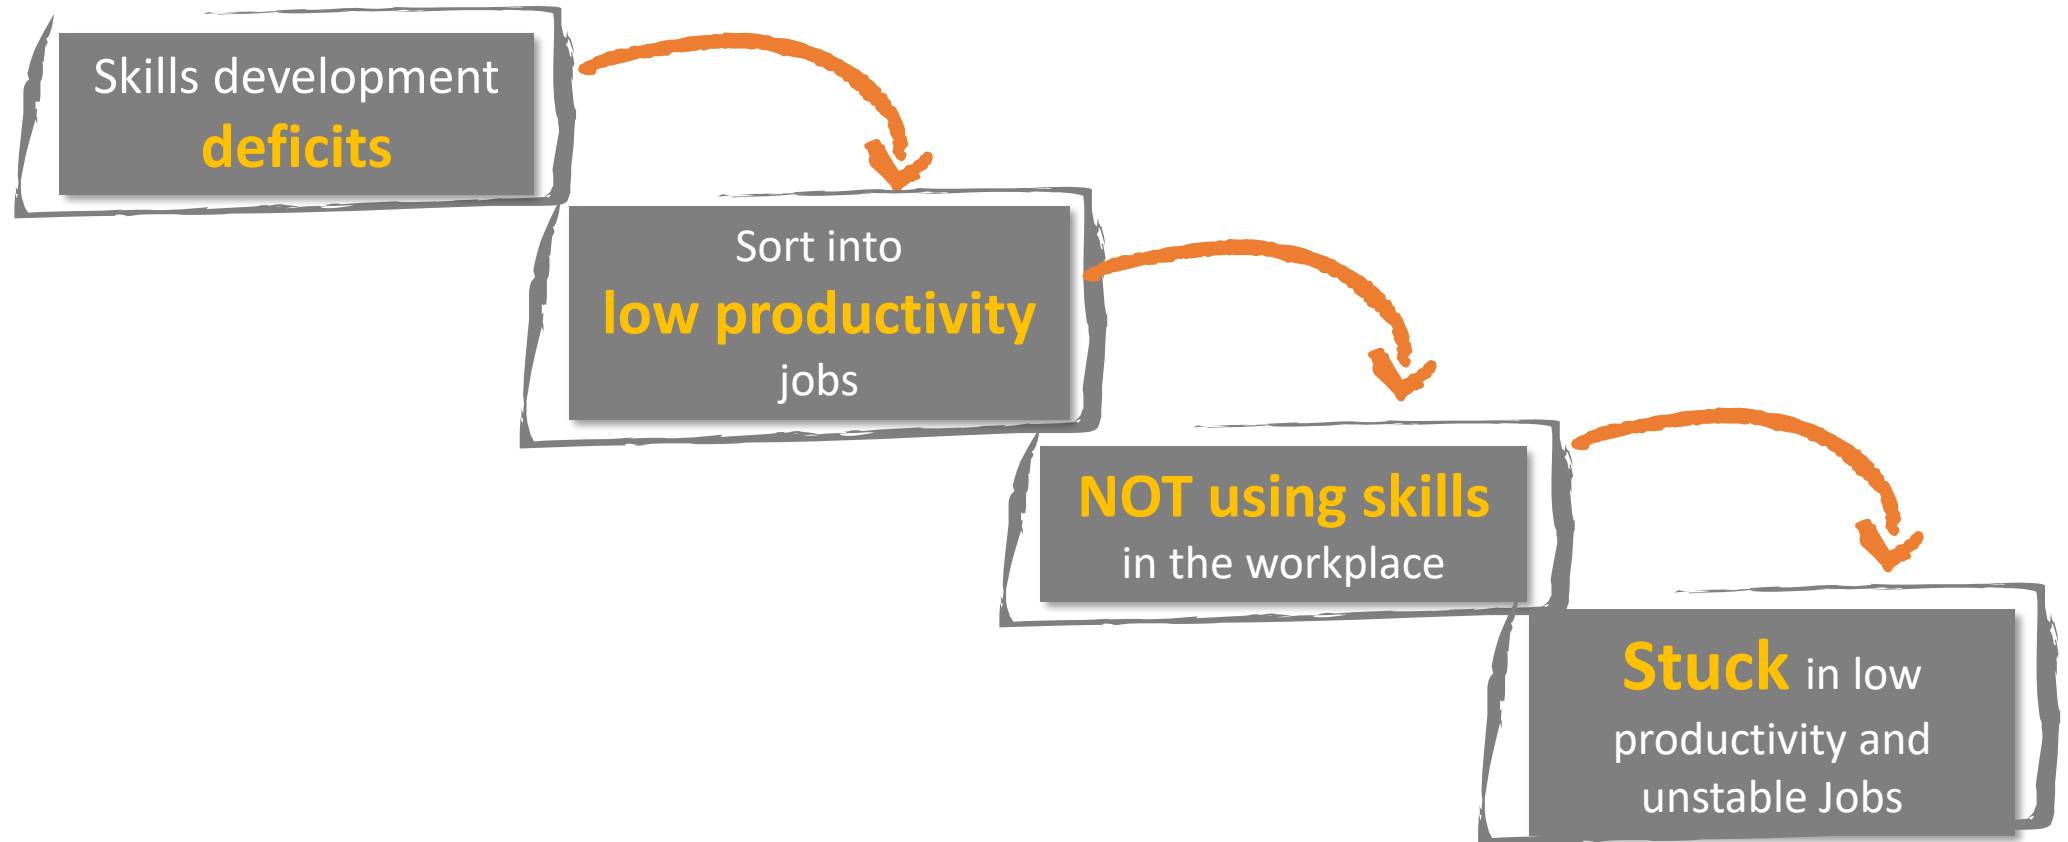 Skills development
deficits
Sort into
low productivity
jobs
NOT using skills
in the workplace
Stuck in low
productivity and
unstable Jobs